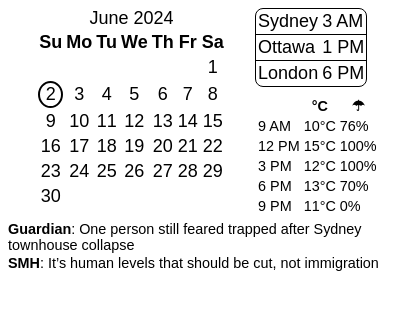 June 2024
Su Mo Tu We Th Fr Sa
1
2 3 4 5 6 7 8
9 10 11 12 13 14 15
16 17 18 19 20 21 22
23 24 25 26 27 28 29
30
Sydney 3 AM
Ottawa 1 PM
London 6 PM
°C ☂
9 AM 10°C 76%
12 PM 15°C 100%
3 PM 12°C 100%
6 PM 13°C 70%
9 PM 11°C 0%
Guardian: One person still feared trapped after Sydney
townhouse collapse
SMH: It’s human levels that should be cut, not immigration